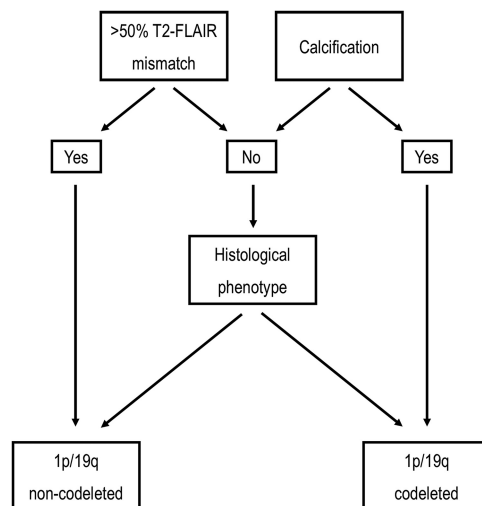 >50% T2-FLAIR
mismatch
Calcification
Yes
No
Yes
Histological
phenotype
1p/19q
non-codeleted
1p/19q
codeleted